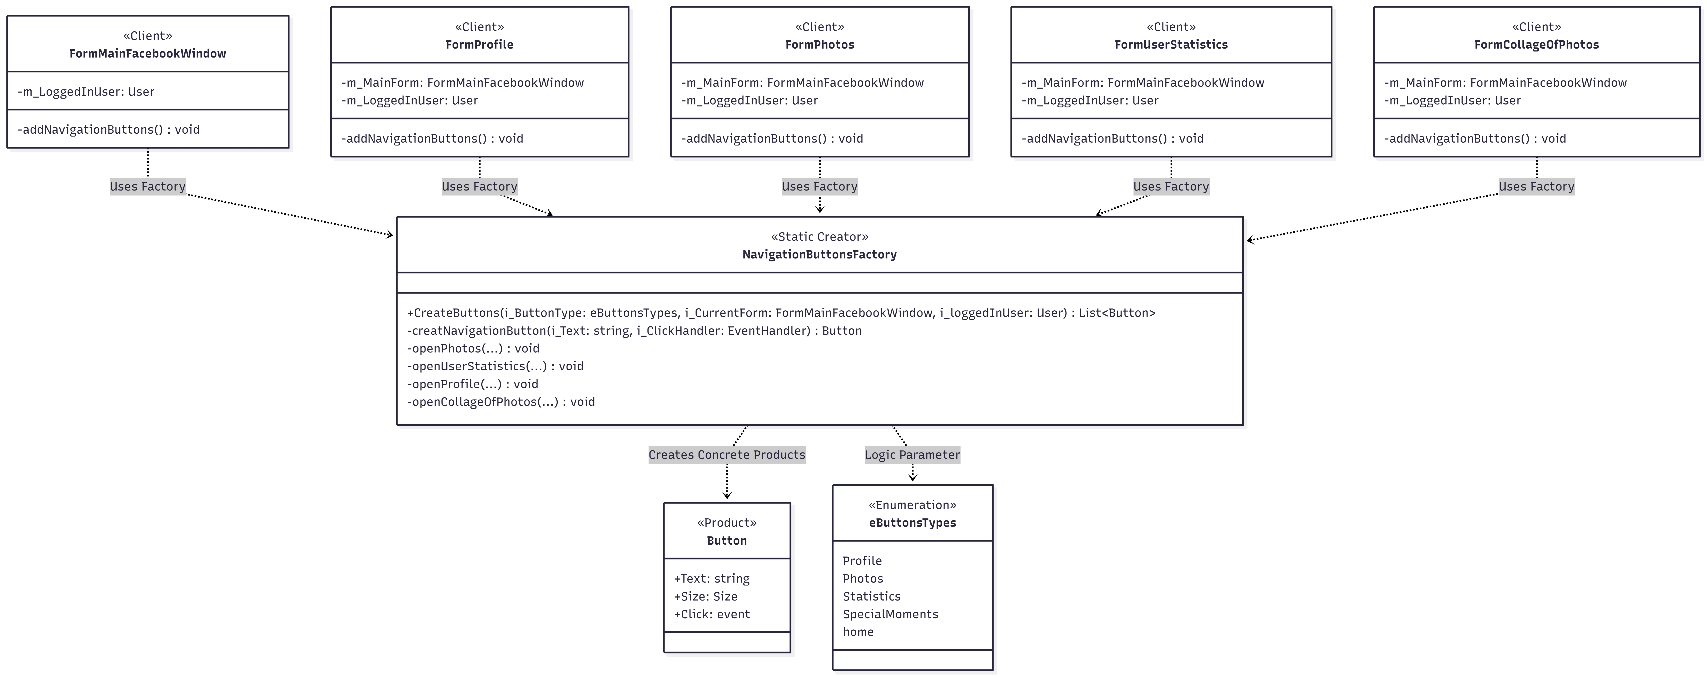 «Client»
FormMainFacebookWindow
-m_LoggedInUser: User
-addNavigationButtons() : void
«Client»
FormProfile
-m_MainForm: FormMainFacebookWindow
-m_LoggedInUser: User
-addNavigationButtons() : void
«Client»
FormPhotos
-m_MainForm: FormMainFacebookWindow
-m_LoggedInUser: User
-addNavigationButtons() : void
«Client»
FormUserStatistics
-m_MainForm: FormMainFacebookWindow
-m_LoggedInUser: User
-addNavigationButtons() : void
«Client»
FormCollageOfPhotos
-m_MainForm: FormMainFacebookWindow
-m_LoggedInUser: User
-addNavigationButtons() : void
Uses Factory
Uses Factory
Uses Factory
Uses Factory
Uses Factory
«Static Creator»
NavigationButtonsFactory
+CreateButtons(i_ButtonType: eButtonsTypes, i_CurrentForm: FormMainFacebookWindow, i_loggedInUser: User) : List<Button>
-creatNavigationButton(i_Text: string, i_ClickHandler: EventHandler) : Button
-openPhotos(...) : void
-openUserStatistics(...) : void
-openProfile(...) : void
-openCollageOfPhotos(...) : void
Creates Concrete Products
Logic Parameter
«Product»
Button
+Text: string
+Size: Size
+Click: event
«Enumeration»
eButtonsTypes
Profile
Photos
Statistics
SpecialMoments
home